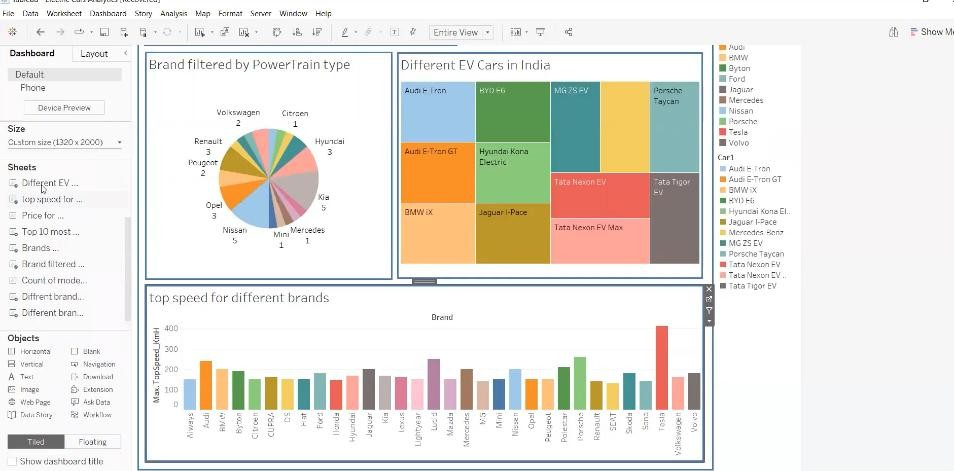 File Data Worksheet Dashboard Story Analysis Map Format Server Window Help
Entire View
Show Me
Dashboard Layout
Default
Phone
Device Preview
Size
Custom size (1320 x 2000)
Sheets
Different EV ...
top speed for ...
Price for ...
Top 10 most ...
Brands ...
Brand filtered ...
Count of mode...
Diffrent brand...
Different bran...
Objects
Horizontal Blank
Vertical Navigation
Text Download
Image Extension
Web Page Ask Data
Data Story Workflow
Tiled Floating
Show dashboard title
Brand filtered by PowerTrain type
Volkswagen
2
Citroen
1
Renault
3
Hyundai
3
Peugeot
2
Opel
3
Kia
5
Nissan
5
Mini
1
Mercedes
1
Different EV Cars in India
Audi E-Tron
BYD E6
MG ZS EV
Porsche
Taycan
Audi E-Tron GT
Hyundai Kona
Electric
Tata Nexon EV
Tata Tigor
EV
BMW iX
Jaguar I-Pace
Tata Nexon EV Max
top speed for different brands
Brand
Max.TopSpeed_KmH
400
300
200
100
0
Aiways
Audi
BMW
Byton
Citroen
CUPRA
DS
Fiat
Ford
Honda
Hyundai
Jaguar
Kia
Lexus
Lightyear
Lucid
Mazda
Mercedes
MG
Mini
Nissan
Opel
Peugeot
Polestar
Porsche
Renault
SEAT
Skoda
Sono
Tesla
Volkswagen
Volvo
Audi
BMW
Byton
Ford
Jaguar
Mercedes
Nissan
Porsche
Tesla
Volvo
Car1
Audi E-Tron
Audi E-Tron GT
BMW iX
BYD E6
Hyundai Kona El..
Jaguar I-Pace
Mercedes-Benz
MG ZS EV
Porsche Taycan
Tata Nexon EV
Tata Nexon EV ..
Tata Tigor EV